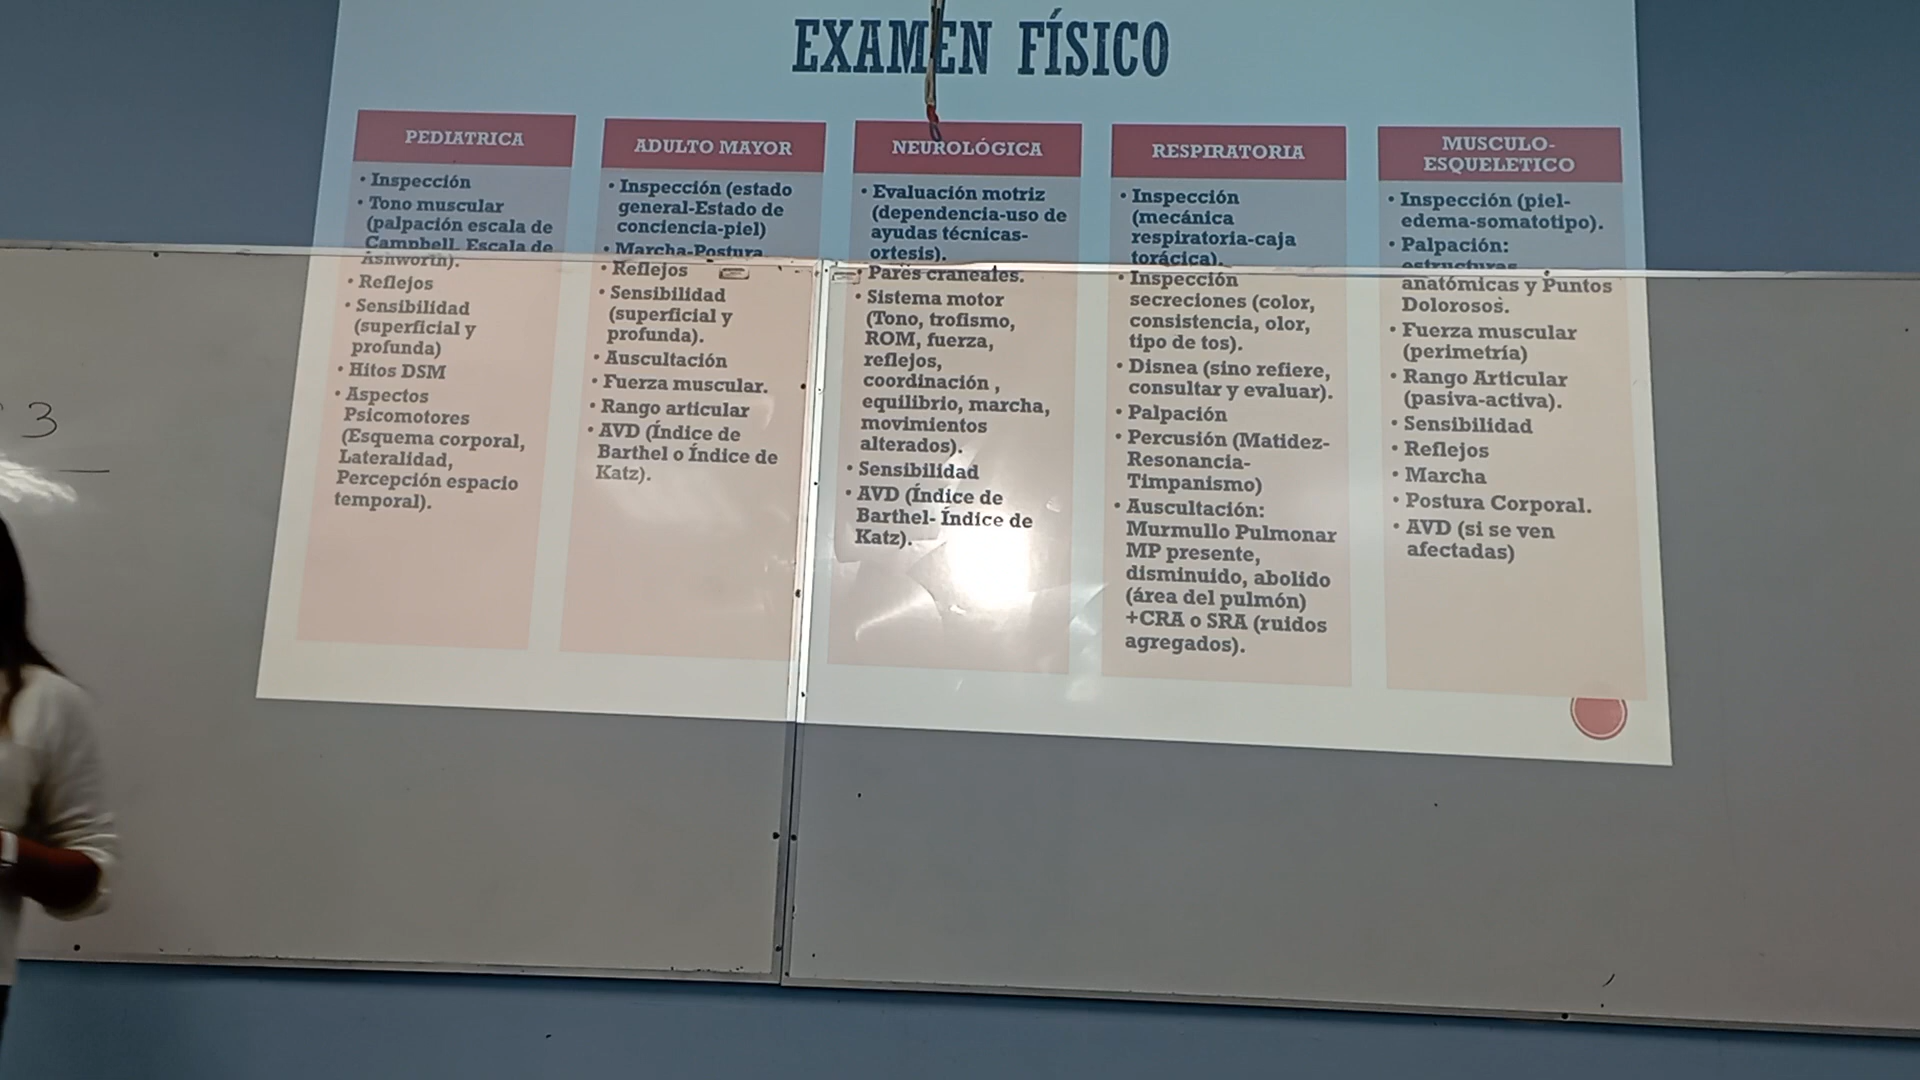 EXAMEN FÍSICO
PEDIATRICA
• Inspección
• Tono muscular
(palpación escala de
Campbell. Escala de
Ashworth).
• Reflejos
• Sensibilidad
(superficial y
profunda)
• Hitos DSM
• Aspectos
Psicomotores
(Esquema corporal,
Lateralidad,
Percepción espacio
temporal).
ADULTO MAYOR
• Inspección (estado
general-Estado de
conciencia-piel)
• Marcha-Postura
• Reflejos
• Sensibilidad
(superficial y
profunda).
• Auscultación
• Fuerza muscular.
• Rango articular
• AVD (Índice de
Barthel o Índice de
Katz).
NEUROLÓGICA
• Evaluación motriz
(dependencia-uso de
ayudas técnicas-
ortesis).
• Pares craneales.
• Sistema motor
(Tono, trofismo,
ROM, fuerza,
reflejos,
coordinación ,
equilibrio, marcha,
movimientos
alterados).
• Sensibilidad
• AVD (Índice de
Barthel- Índice de
Katz).
RESPIRATORIA
• Inspección
(mecánica
respiratoria-caja
torácica).
• Inspección
secreciones (color,
consistencia, olor,
tipo de tos).
• Disnea (sino refiere,
consultar y evaluar).
• Palpación
• Percusión (Matidez-
Resonancia-
Timpanismo)
• Auscultación:
Murmullo Pulmonar
MP presente,
disminuido, abolido
(área del pulmón)
+CRA o SRA (ruidos
agregados).
MUSCULO-
ESQUELETICO
• Inspección (piel-
edema-somatotipo).
• Palpación:
estructuras
anatómicas y Puntos
Dolorosos.
• Fuerza muscular
(perimetría)
• Rango Articular
(pasiva-activa).
• Sensibilidad
• Reflejos
• Marcha
• Postura Corporal.
• AVD (si se ven
afectadas)
3